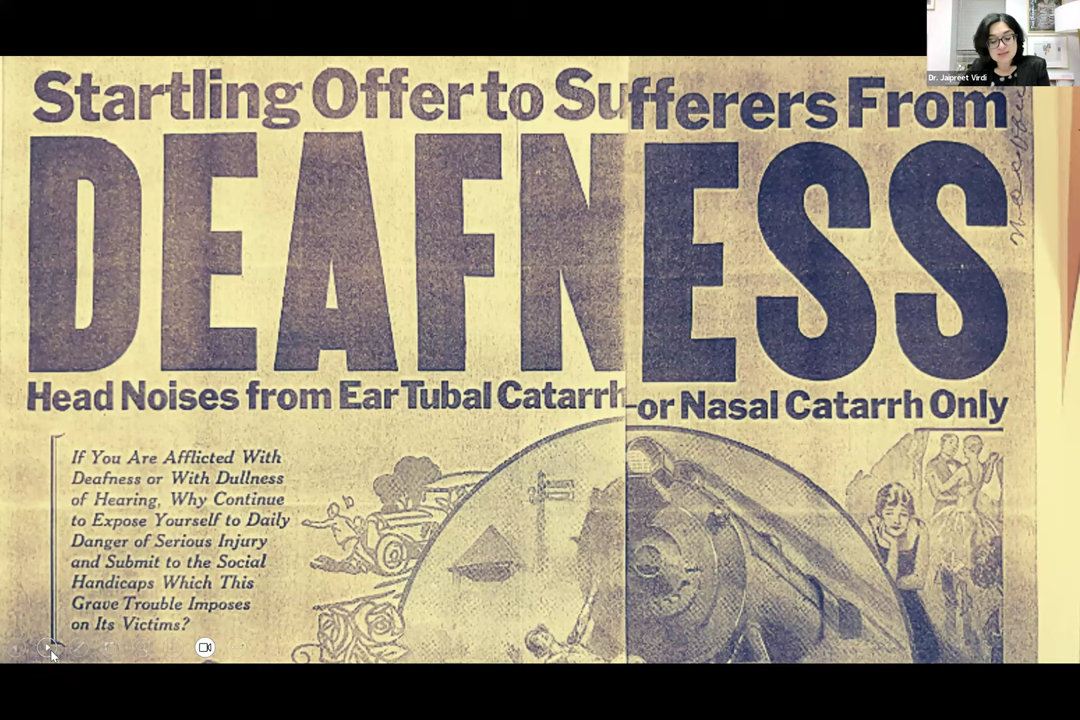 Dr. Jaipreet Virdi
Startling Offer to Sufferers From
DEAFNESS
Head Noises from Ear Tubal Catarrh-or Nasal Catarrh Only
If You Are Afflicted With
Deafness or With Dullness
of Hearing, Why Continue
to Expose Yourself to Daily
Danger of Serious Injury
and Submit to the Social
Handicaps Which This
Grave Trouble Imposes
on Its Victims?